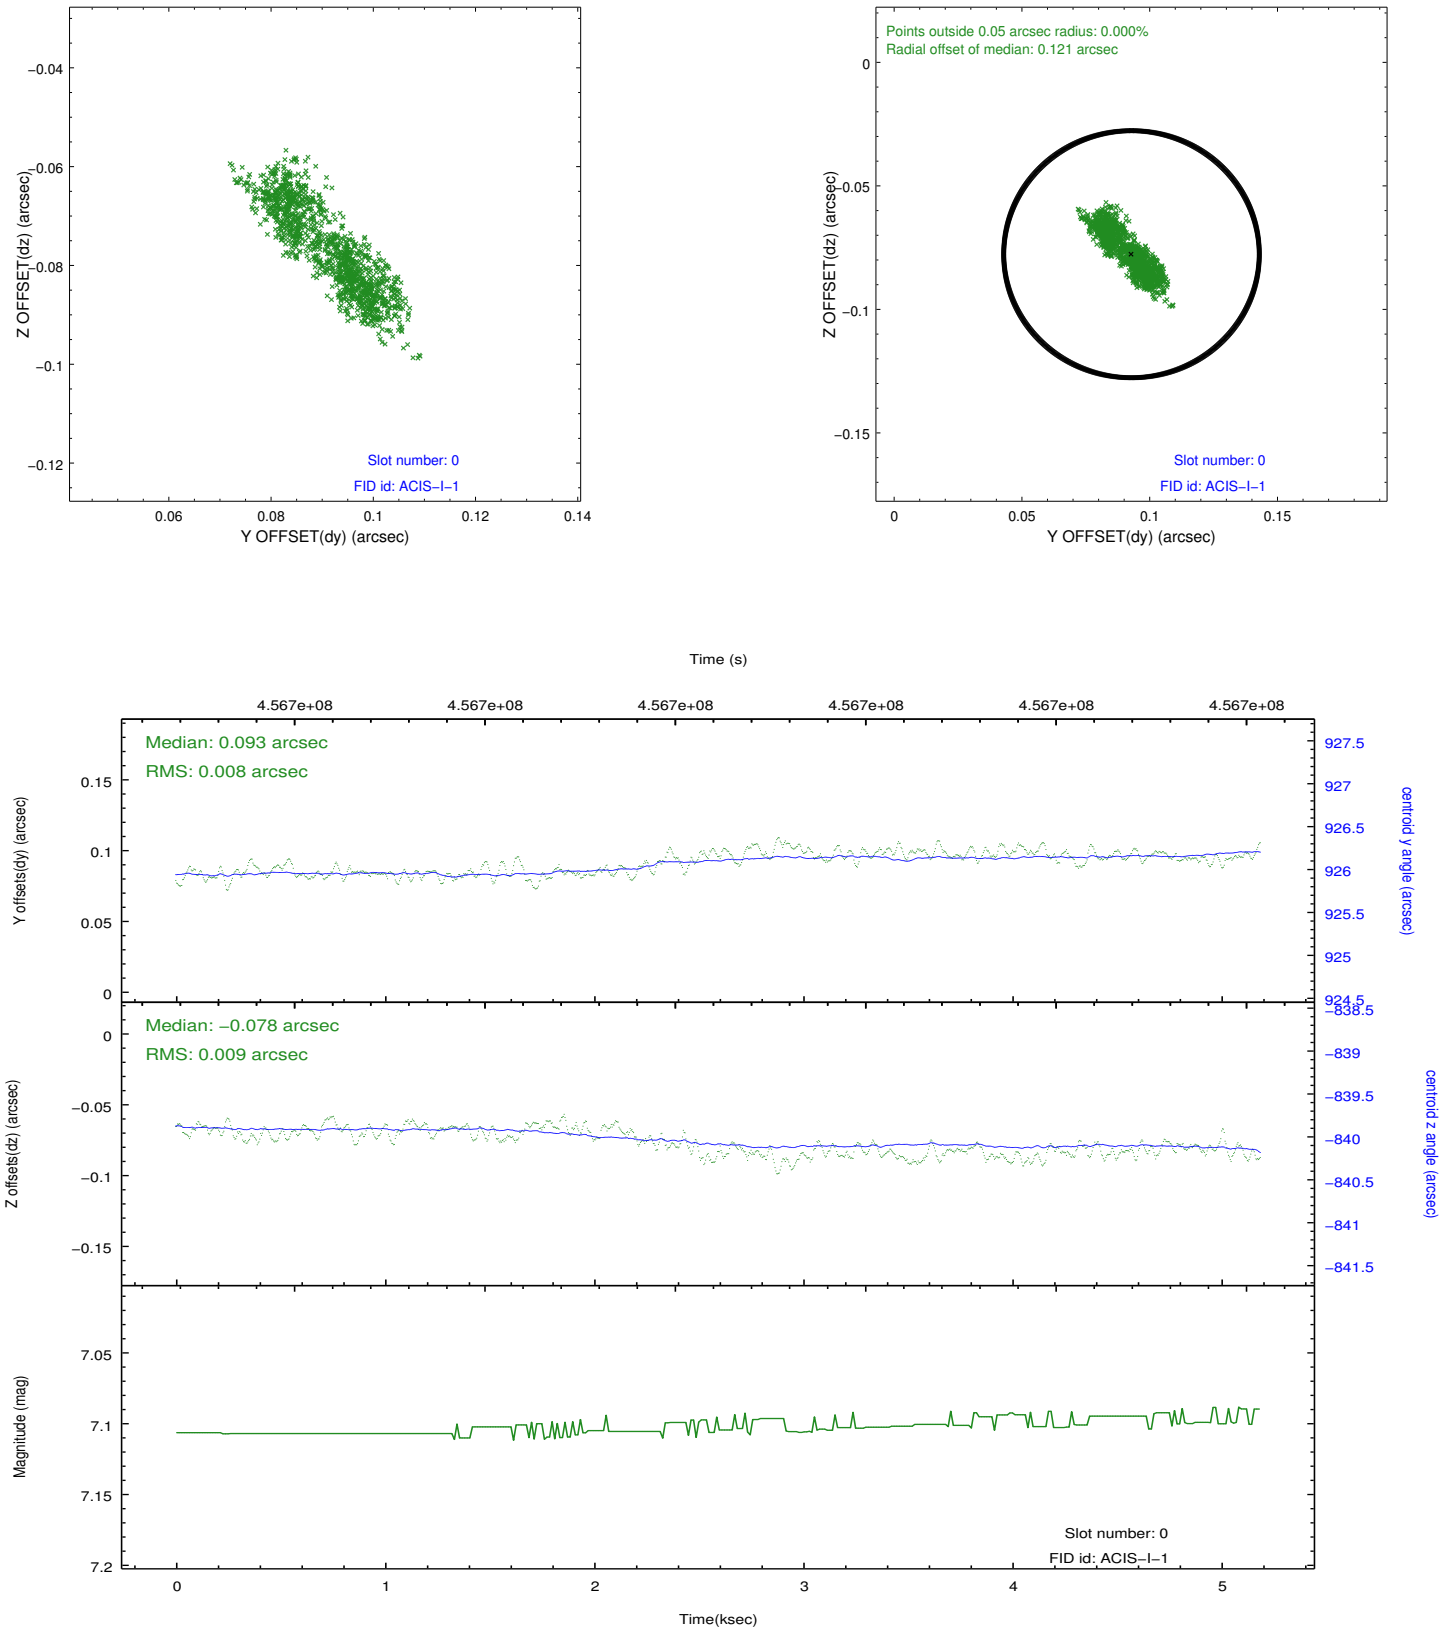 −0.04
−0.06
−0.08
−0.1
−0.12
Z OFFSET(dz) (arcsec)
0.06
0.08
0.1
0.12
0.14
Y OFFSET(dy) (arcsec)
Slot number: 0
FID id: ACIS−I−1
Points outside 0.05 arcsec radius: 0.000%
Radial offset of median: 0.121 arcsec
0
−0.05
−0.1
−0.15
Z OFFSET(dz) (arcsec)
0
0.05
0.1
0.15
Y OFFSET(dy) (arcsec)
Slot number: 0
FID id: ACIS−I−1
Time (s)
4.567e+08
4.567e+08
4.567e+08
4.567e+08
4.567e+08
4.567e+08
Median: 0.093 arcsec
RMS: 0.008 arcsec
0.15
0.1
0.05
0
Y offsets(dy) (arcsec)
927.5
927
926.5
926
925.5
925
924.5
centroid y angle (arcsec)
Median: −0.078 arcsec
RMS: 0.009 arcsec
0
−0.05
−0.1
−0.15
Z offsets(dz) (arcsec)
−838.5
−839
−839.5
−840
−840.5
−841
−841.5
centroid z angle (arcsec)
7.05
7.1
7.15
7.2
Magnitude (mag)
Slot number: 0
FID id: ACIS−I−1
0
1
2
3
4
5
Time(ksec)